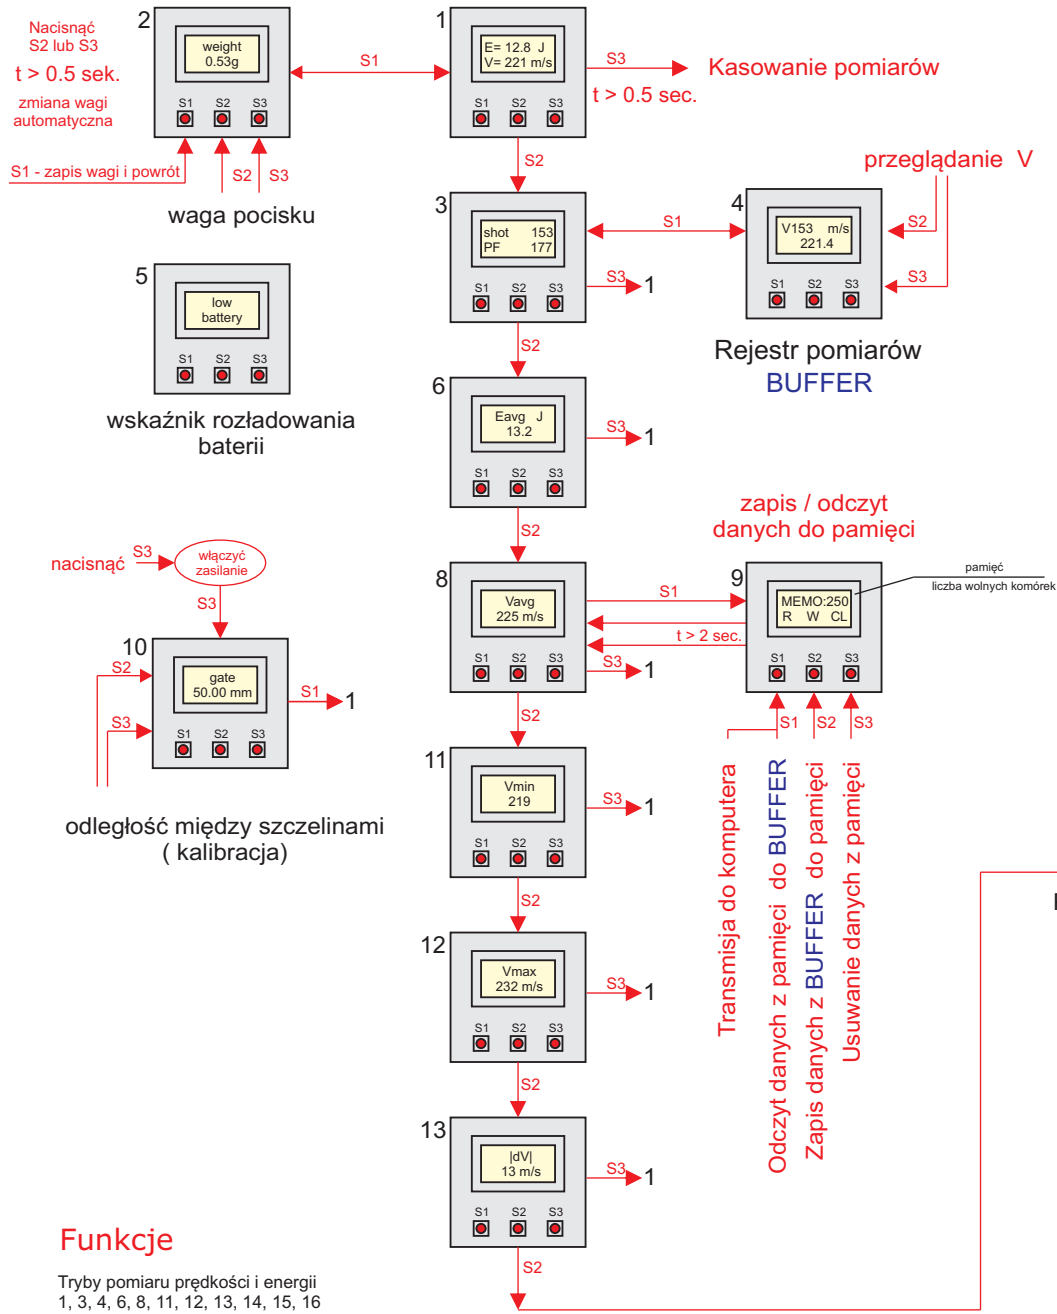 2
Nacisnąć
S2 lub S3
t > 0.5 sek.
zmiana wagi
automatyczna
weight
0.53g
S1 S2 S3
S1 - zapis wagi i powrót
S2 S3
waga pocisku
S1
1
E= 12.8 J
V= 221 m/s
S1 S2 S3
S3
t > 0.5 sec.
Kasowanie pomiarów
S2
3
shot 153
PF 177
S1 S2 S3
S1
S3 1
przeglądanie V
4
V153 m/s
221.4
S1 S2 S3
S2
S3
Rejestr pomiarów
BUFFER
5
low
battery
S1 S2 S3
wskaźnik rozładowania
baterii
S2
6
Eavg J
13.2
S1 S2 S3
S3 1
S2
zapis / odczyt
danych do pamięci
8
Vavg
225 m/s
S1 S2 S3
S1
t > 2 sec.
S3 1
9
MEMO:250
R W CL
S1 S2 S3
pamięć
liczba wolnych komórek
S1 S2 S3
Transmisja do komputera
Odczyt danych z pamięci do BUFFER
Zapis danych z BUFFER do pamięci
Usuwanie danych z pamięci
nacisnąć S3
włączyć
zasilanie
S3
10
gate
50.00 mm
S1 S2 S3
S2
S3
S1 1
odległość między szczelinami
( kalibracja)
S2
11
Vmin
219
S1 S2 S3
S3 1
S2
12
Vmax
232 m/s
S1 S2 S3
S3 1
S2
13
|dV|
13 m/s
S1 S2 S3
S3 1
S2
Funkcje
Tryby pomiaru prędkości i energii
1, 3, 4, 6, 8, 11, 12, 13, 14, 15, 16